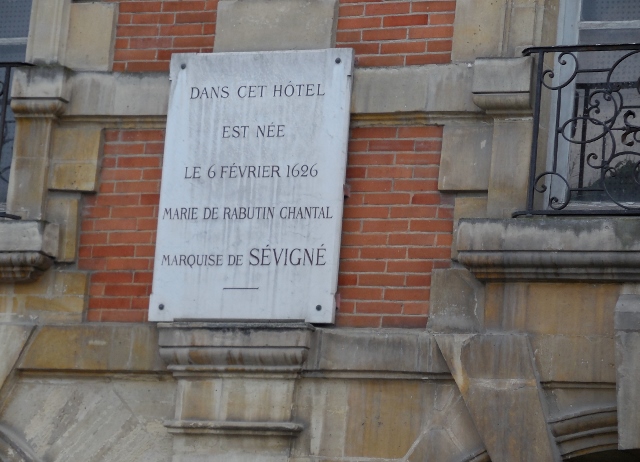 DANS CET HÔTEL
EST NÉE
LE 6 FÉVRIER 1626
MARIE DE RABUTIN CHANTAL
MARQUISE DE SÉVIGNÉ